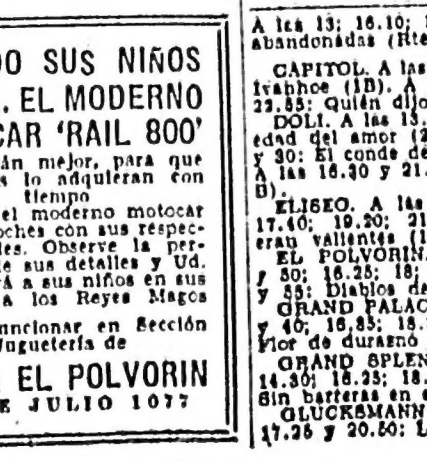 DO SUS NIÑOS
. EL MODERNO
CAR 'RAIL 800'
án mejor, para que
s lo adquieran con
tiempo
el moderno motocar
oches con sus respec-
les. Observe la per-
e sus detalles y Ud.
rá a sus niños en sus
a los Reyes Magos
uncionar en Sección
Juguetería de
EL POLVORIN
E JULIO 1077
A las 13; 16.10;
abandonadas (Rie
CAPITOL. A las
Ivanhoe (1B). A
22.55: Quién dijo
DOLI. A las 13.
edad del amor (2
y 30: El conde de
A las 16.30 y 21.
B).
ELISEO. A las
17.40; 19.20; 21
eran valientes (1
EL POLVORIN.
y 50; 16.25; 18;
y 55: Diablos de
GRAND PALAC
y 40; 16.35; 18.
Flor de durazno
GRAND SPLEN
14.30; 16.25; 18.
Sin barreras en e
GLUCKSMANN
17.25 y 20.50: L